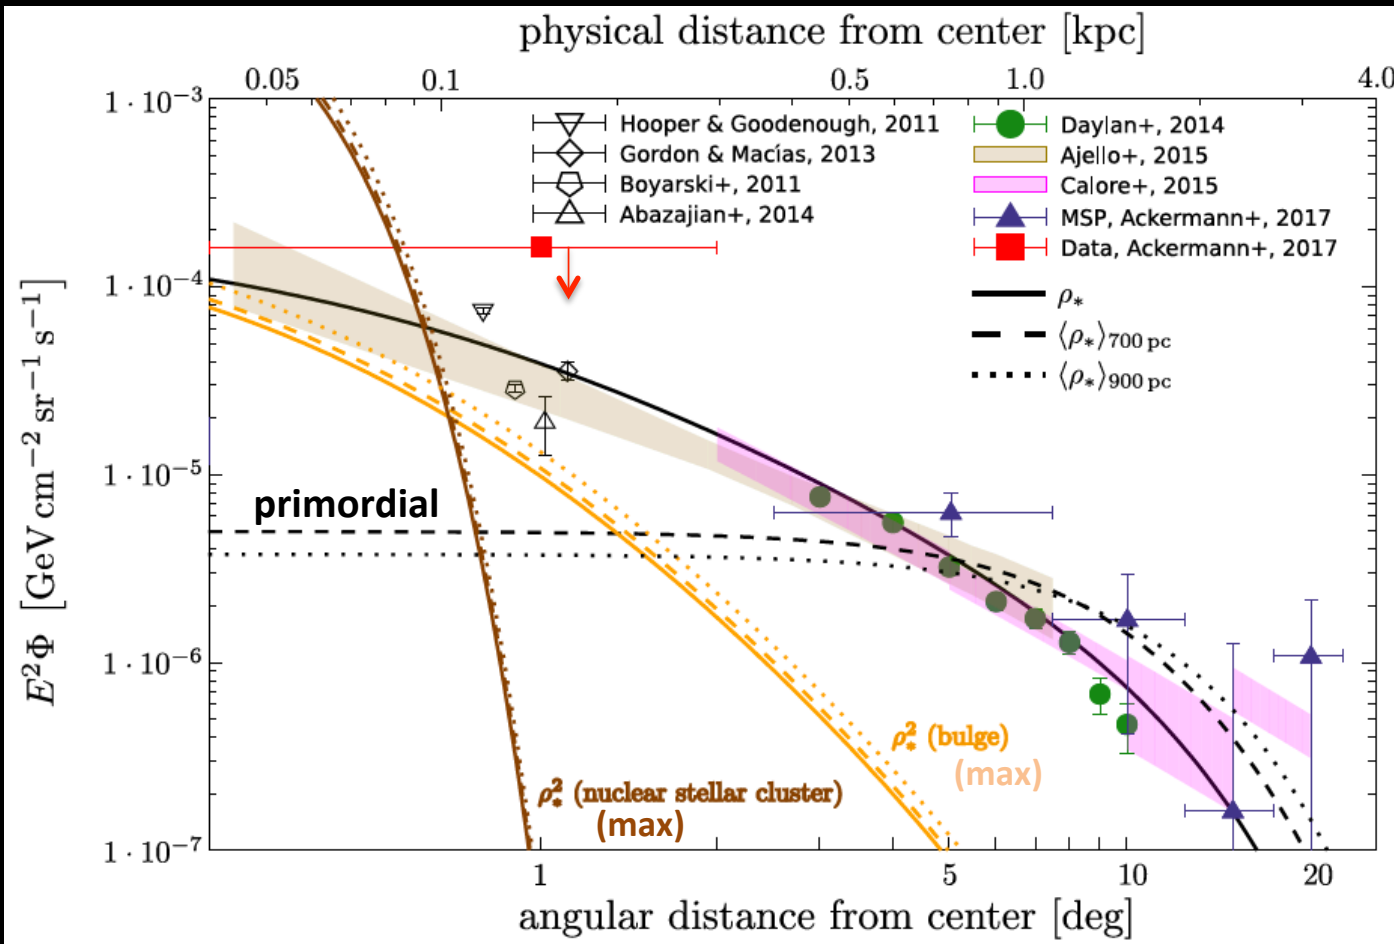 physical distance from center [kpc]
0.05 0.1 0.5 1.0 4.0
1 · 10⁻³
1 · 10⁻⁴
1 · 10⁻⁵
1 · 10⁻⁶
1 · 10⁻⁷
E²Φ [GeV cm⁻² sr⁻¹ s⁻¹]
Hooper & Goodenough, 2011
Gordon & Macías, 2013
Boyarski+, 2011
Abazajian+, 2014
Daylan+, 2014
Ajello+, 2015
Calore+, 2015
MSP, Ackermann+, 2017
Data, Ackermann+, 2017
ρ∗
⟨ρ∗⟩700 pc
⟨ρ∗⟩900 pc
primordial
ρ∗² (bulge)
(max)
ρ∗² (nuclear stellar cluster)
(max)
1 5 10 20
angular distance from center [deg]